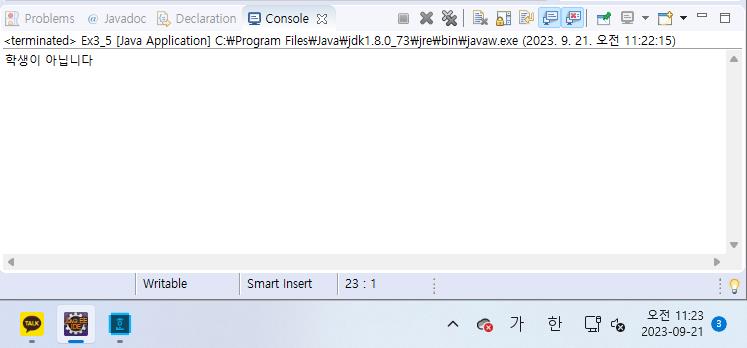 Problems @ Javadoc Declaration Console
<terminated> Ex3_5 [Java Application] C:₩Program Files₩Java₩jdk1.8.0_73₩jre₩bin₩javaw.exe (2023. 9. 21. 오전 11:22:15)
학생이 아닙니다
Writable Smart Insert 23 : 1
TALK
가 한 오전 11:23
2023-09-21 3